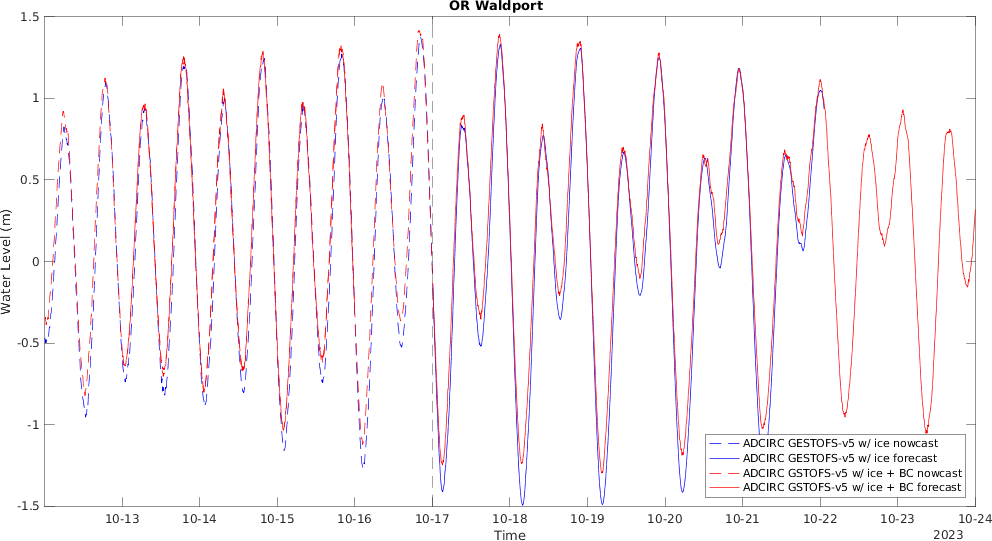 OR Waldport
1.5
1
0.5
0
-0.5
-1
-1.5
Water Level (m)
10-13 10-14 10-15 10-16 10-17 10-18 10-19 10-20 10-21 10-22 10-23 10-24
Time
2023
ADCIRC GESTOFS-v5 w/ ice nowcast
ADCIRC GESTOFS-v5 w/ ice forecast
ADCIRC GSTOFS-v5 w/ ice + BC nowcast
ADCIRC GSTOFS-v5 w/ ice + BC forecast